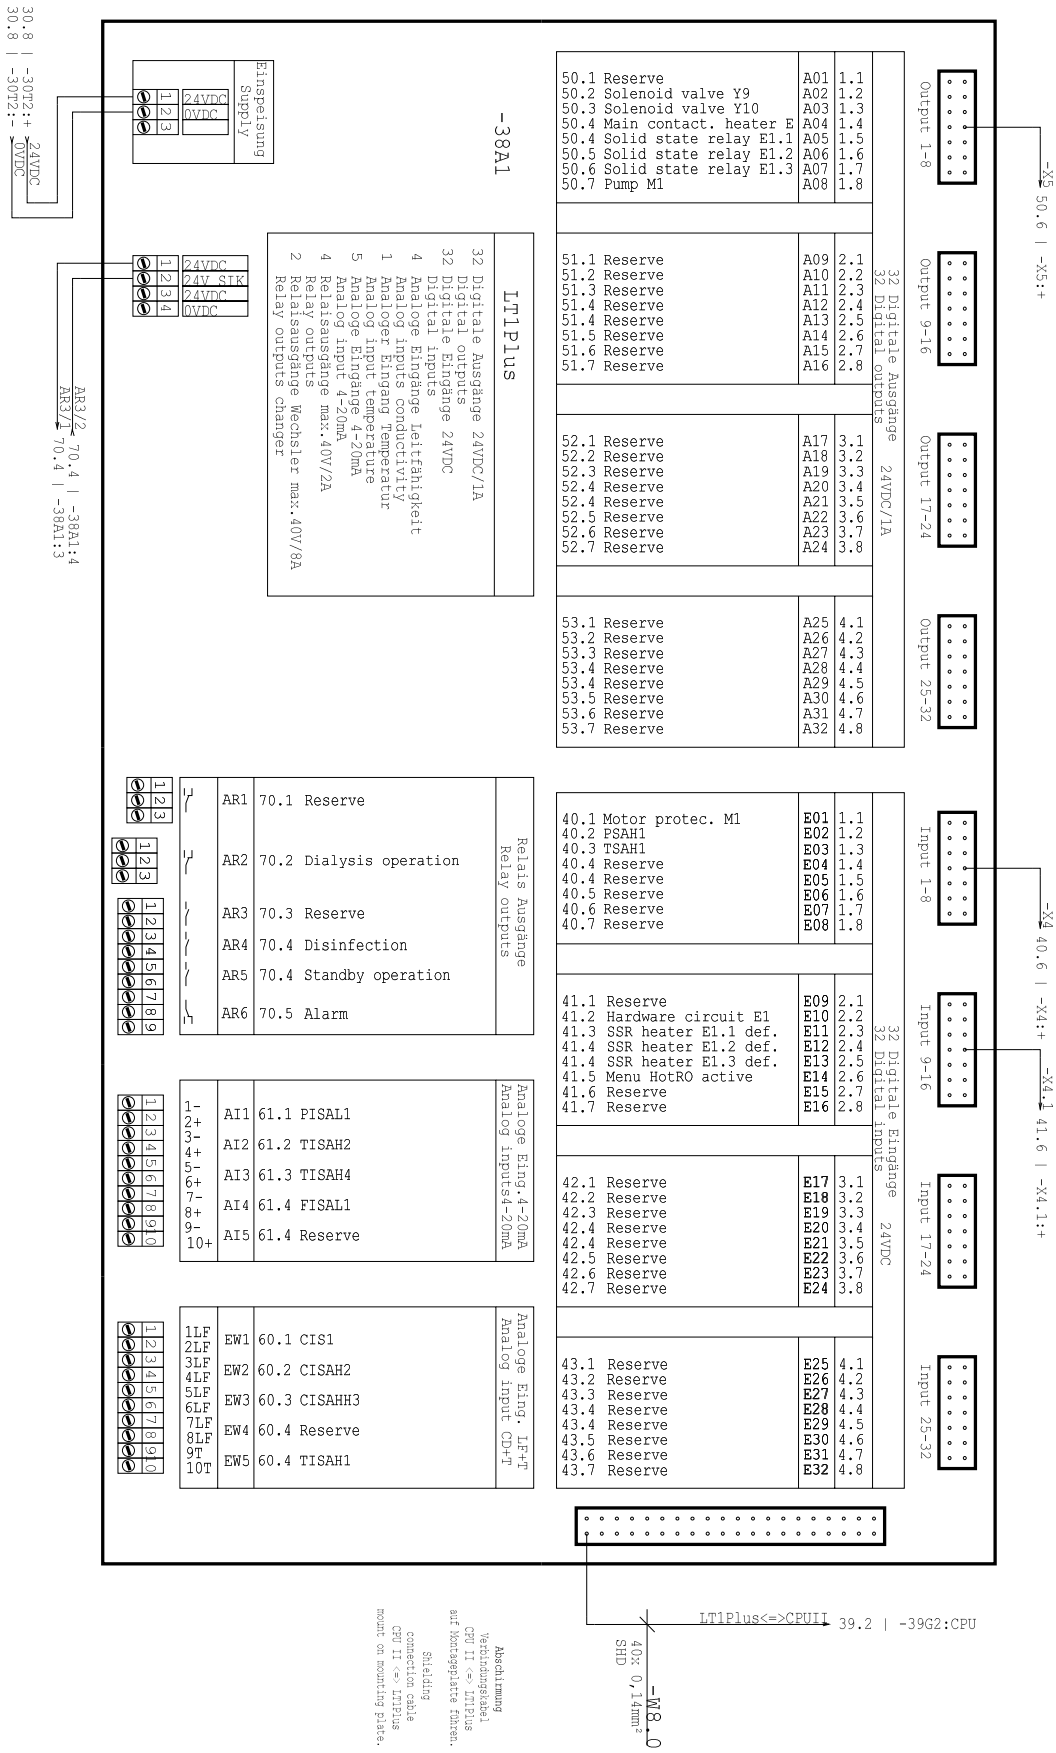 30.8 | -30T2:+
30.8 | -30T2:-
24VDC
0VDC
Einspeisung
Supply
1 24VDC
2 0VDC
3
-38A1
1 24VDC
2 24V STK
3 24VDC
4 0VDC
AR3/2 70.4 | -38A1:4
AR3/1 70.4 | -38A1:3
LT1Plus
32 Digitale Ausgänge 24VDC/1A
Digital outputs
32 Digitale Eingänge 24VDC
Digital inputs
4 Analoge Eingänge Leitfähigkeit
Analog inputs conductivity
1 Analoger Eingang Temperatur
Analog input temperature
5 Analoge Eingänge 4-20mA
Analog input 4-20mA
4 Relaisausgänge max.40V/2A
Relay outputs
2 Relaisausgänge Wechsler max.40V/8A
Relay outputs changer
50.1 Reserve A01 1.1
50.2 Solenoid valve Y9 A02 1.2
50.3 Solenoid valve Y10 A03 1.3
50.4 Main contact. heater E A04 1.4
50.4 Solid state relay E1.1 A05 1.5
50.5 Solid state relay E1.2 A06 1.6
50.6 Solid state relay E1.3 A07 1.7
50.7 Pump M1 A08 1.8
51.1 Reserve A09 2.1
51.2 Reserve A10 2.2
51.3 Reserve A11 2.3
51.4 Reserve A12 2.4
51.4 Reserve A13 2.5
51.5 Reserve A14 2.6
51.6 Reserve A15 2.7
51.7 Reserve A16 2.8
52.1 Reserve A17 3.1
52.2 Reserve A18 3.2
52.3 Reserve A19 3.3
52.4 Reserve A20 3.4
52.4 Reserve A21 3.5
52.5 Reserve A22 3.6
52.6 Reserve A23 3.7
52.7 Reserve A24 3.8
53.1 Reserve A25 4.1
53.2 Reserve A26 4.2
53.3 Reserve A27 4.3
53.4 Reserve A28 4.4
53.4 Reserve A29 4.5
53.5 Reserve A30 4.6
53.6 Reserve A31 4.7
53.7 Reserve A32 4.8
32 Digitale Ausgänge 24VDC/1A
32 Digital outputs
Output 1-8
Output 9-16
Output 17-24
Output 25-32
-X5 50.6 | -X5:+
1 2 3
1 2 3
1 2 3 4 5 6 7 8 9
AR1 70.1 Reserve
AR2 70.2 Dialysis operation
AR3 70.3 Reserve
AR4 70.4 Disinfection
AR5 70.4 Standby operation
AR6 70.5 Alarm
Relais Ausgänge
Relay outputs
1 2 3 4 5 6 7 8 9 10
1-
2+
3-
4+
5-
6+
7-
8+
9-
10+
AI1 61.1 PISAL1
AI2 61.2 TISAH2
AI3 61.3 TISAH4
AI4 61.4 FISAL1
AI5 61.4 Reserve
Analoge Eing.4-20mA
Analog inputs4-20mA
1 2 3 4 5 6 7 8 9 10
1LF
2LF
3LF
4LF
5LF
6LF
7LF
8LF
9T
10T
EW1 60.1 CIS1
EW2 60.2 CISAH2
EW3 60.3 CISAHH3
EW4 60.4 Reserve
EW5 60.4 TISAH1
Analoge Eing. LF+T
Analog input CD+T
40.1 Motor protec. M1 E01 1.1
40.2 PSAH1 E02 1.2
40.3 TSAH1 E03 1.3
40.4 Reserve E04 1.4
40.4 Reserve E05 1.5
40.5 Reserve E06 1.6
40.6 Reserve E07 1.7
40.7 Reserve E08 1.8
41.1 Reserve E09 2.1
41.2 Hardware circuit E1 E10 2.2
41.3 SSR heater E1.1 def. E11 2.3
41.4 SSR heater E1.2 def. E12 2.4
41.4 SSR heater E1.3 def. E13 2.5
41.5 Menu HotRO active E14 2.6
41.6 Reserve E15 2.7
41.7 Reserve E16 2.8
42.1 Reserve E17 3.1
42.2 Reserve E18 3.2
42.3 Reserve E19 3.3
42.4 Reserve E20 3.4
42.4 Reserve E21 3.5
42.5 Reserve E22 3.6
42.6 Reserve E23 3.7
42.7 Reserve E24 3.8
43.1 Reserve E25 4.1
43.2 Reserve E26 4.2
43.3 Reserve E27 4.3
43.4 Reserve E28 4.4
43.4 Reserve E29 4.5
43.5 Reserve E30 4.6
43.6 Reserve E31 4.7
43.7 Reserve E32 4.8
32 Digitale Eingänge 24VDC
32 Digital inputs
Input 1-8
Input 9-16
Input 17-24
Input 25-32
-X4 40.6 | -X4:+
-X4.1 41.6 | -X4.1:+
LT1Plus<=>CPUII 39.2 | -39G2:CPU
-W8.0
40x 0,14mm²
SHD
Abschirmung
Verbindungskabel
CPU II <=> LT1Plus
auf Montageplatte führen.
Shielding
connection cable
CPU II <=> LT1Plus
mount on mounting plate.